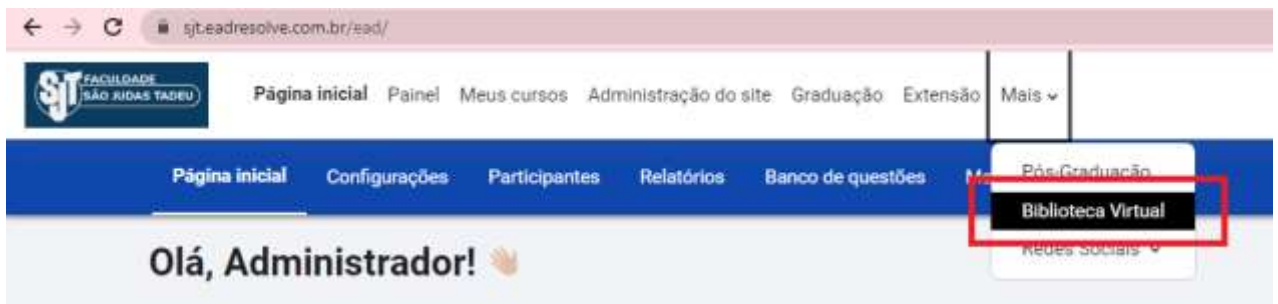 sjt.eadresolve.com.br/ead/
SJT FACULDADE
SÃO JUDAS TADEU
Página inicial Painel Meus cursos Administração do site Graduação Extensão Mais
Página inicial Configurações Participantes Relatórios Banco de questões
Pós-Graduação
Biblioteca Virtual
Redes Sociais
Olá, Administrador!